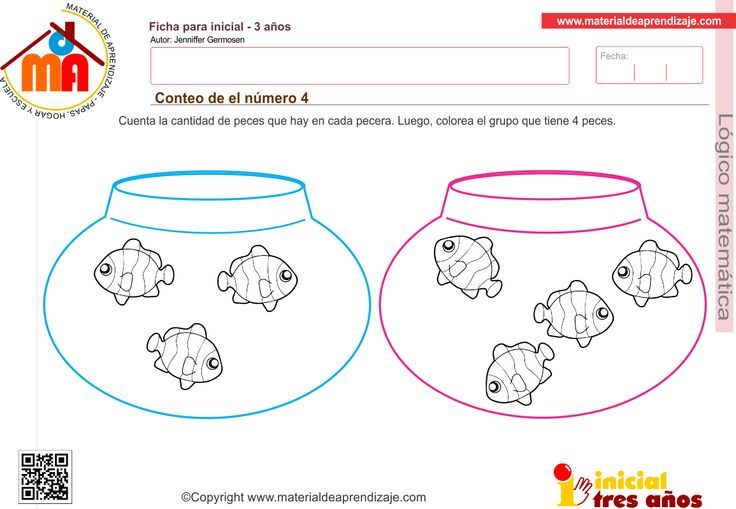 MATERIAL DE APRENDIZAJE - PAPAS, HOGAR Y ESCUELA
dMA
Ficha para inicial - 3 años
Autor: Jenniffer Germosen
www.materialdeaprendizaje.com
Fecha:
Conteo de el número 4
Cuenta la cantidad de peces que hay en cada pecera. Luego, colorea el grupo que tiene 4 peces.
Lógico matemática
©Copyright www.materialdeaprendizaje.com
i inicial
tres años